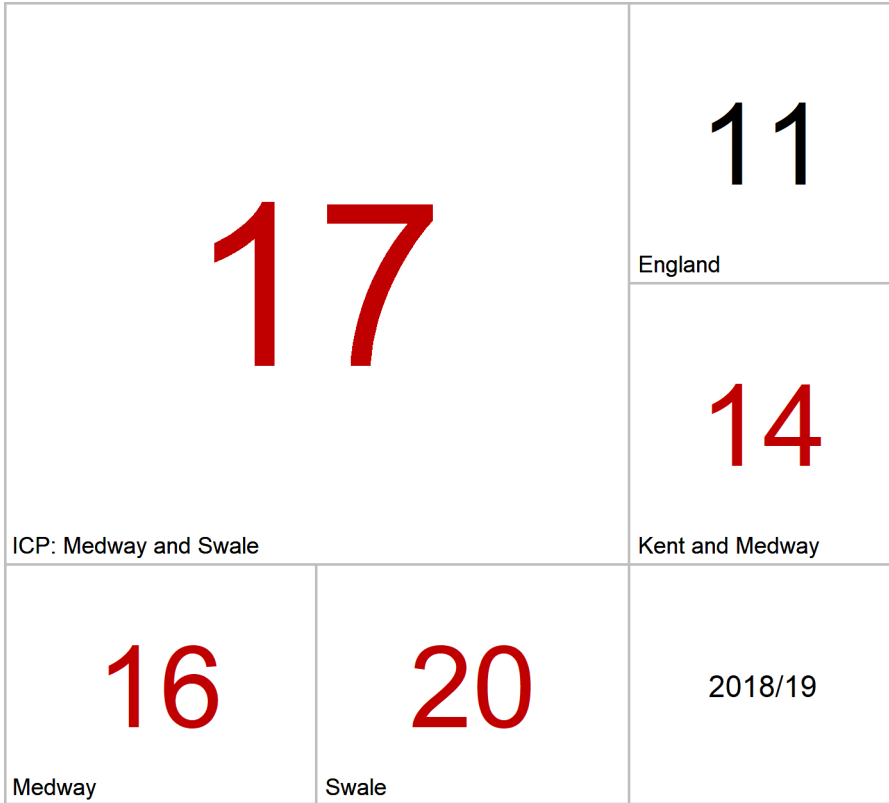 17
ICP: Medway and Swale
11
England
14
Kent and Medway
16
Medway
20
Swale
2018/19